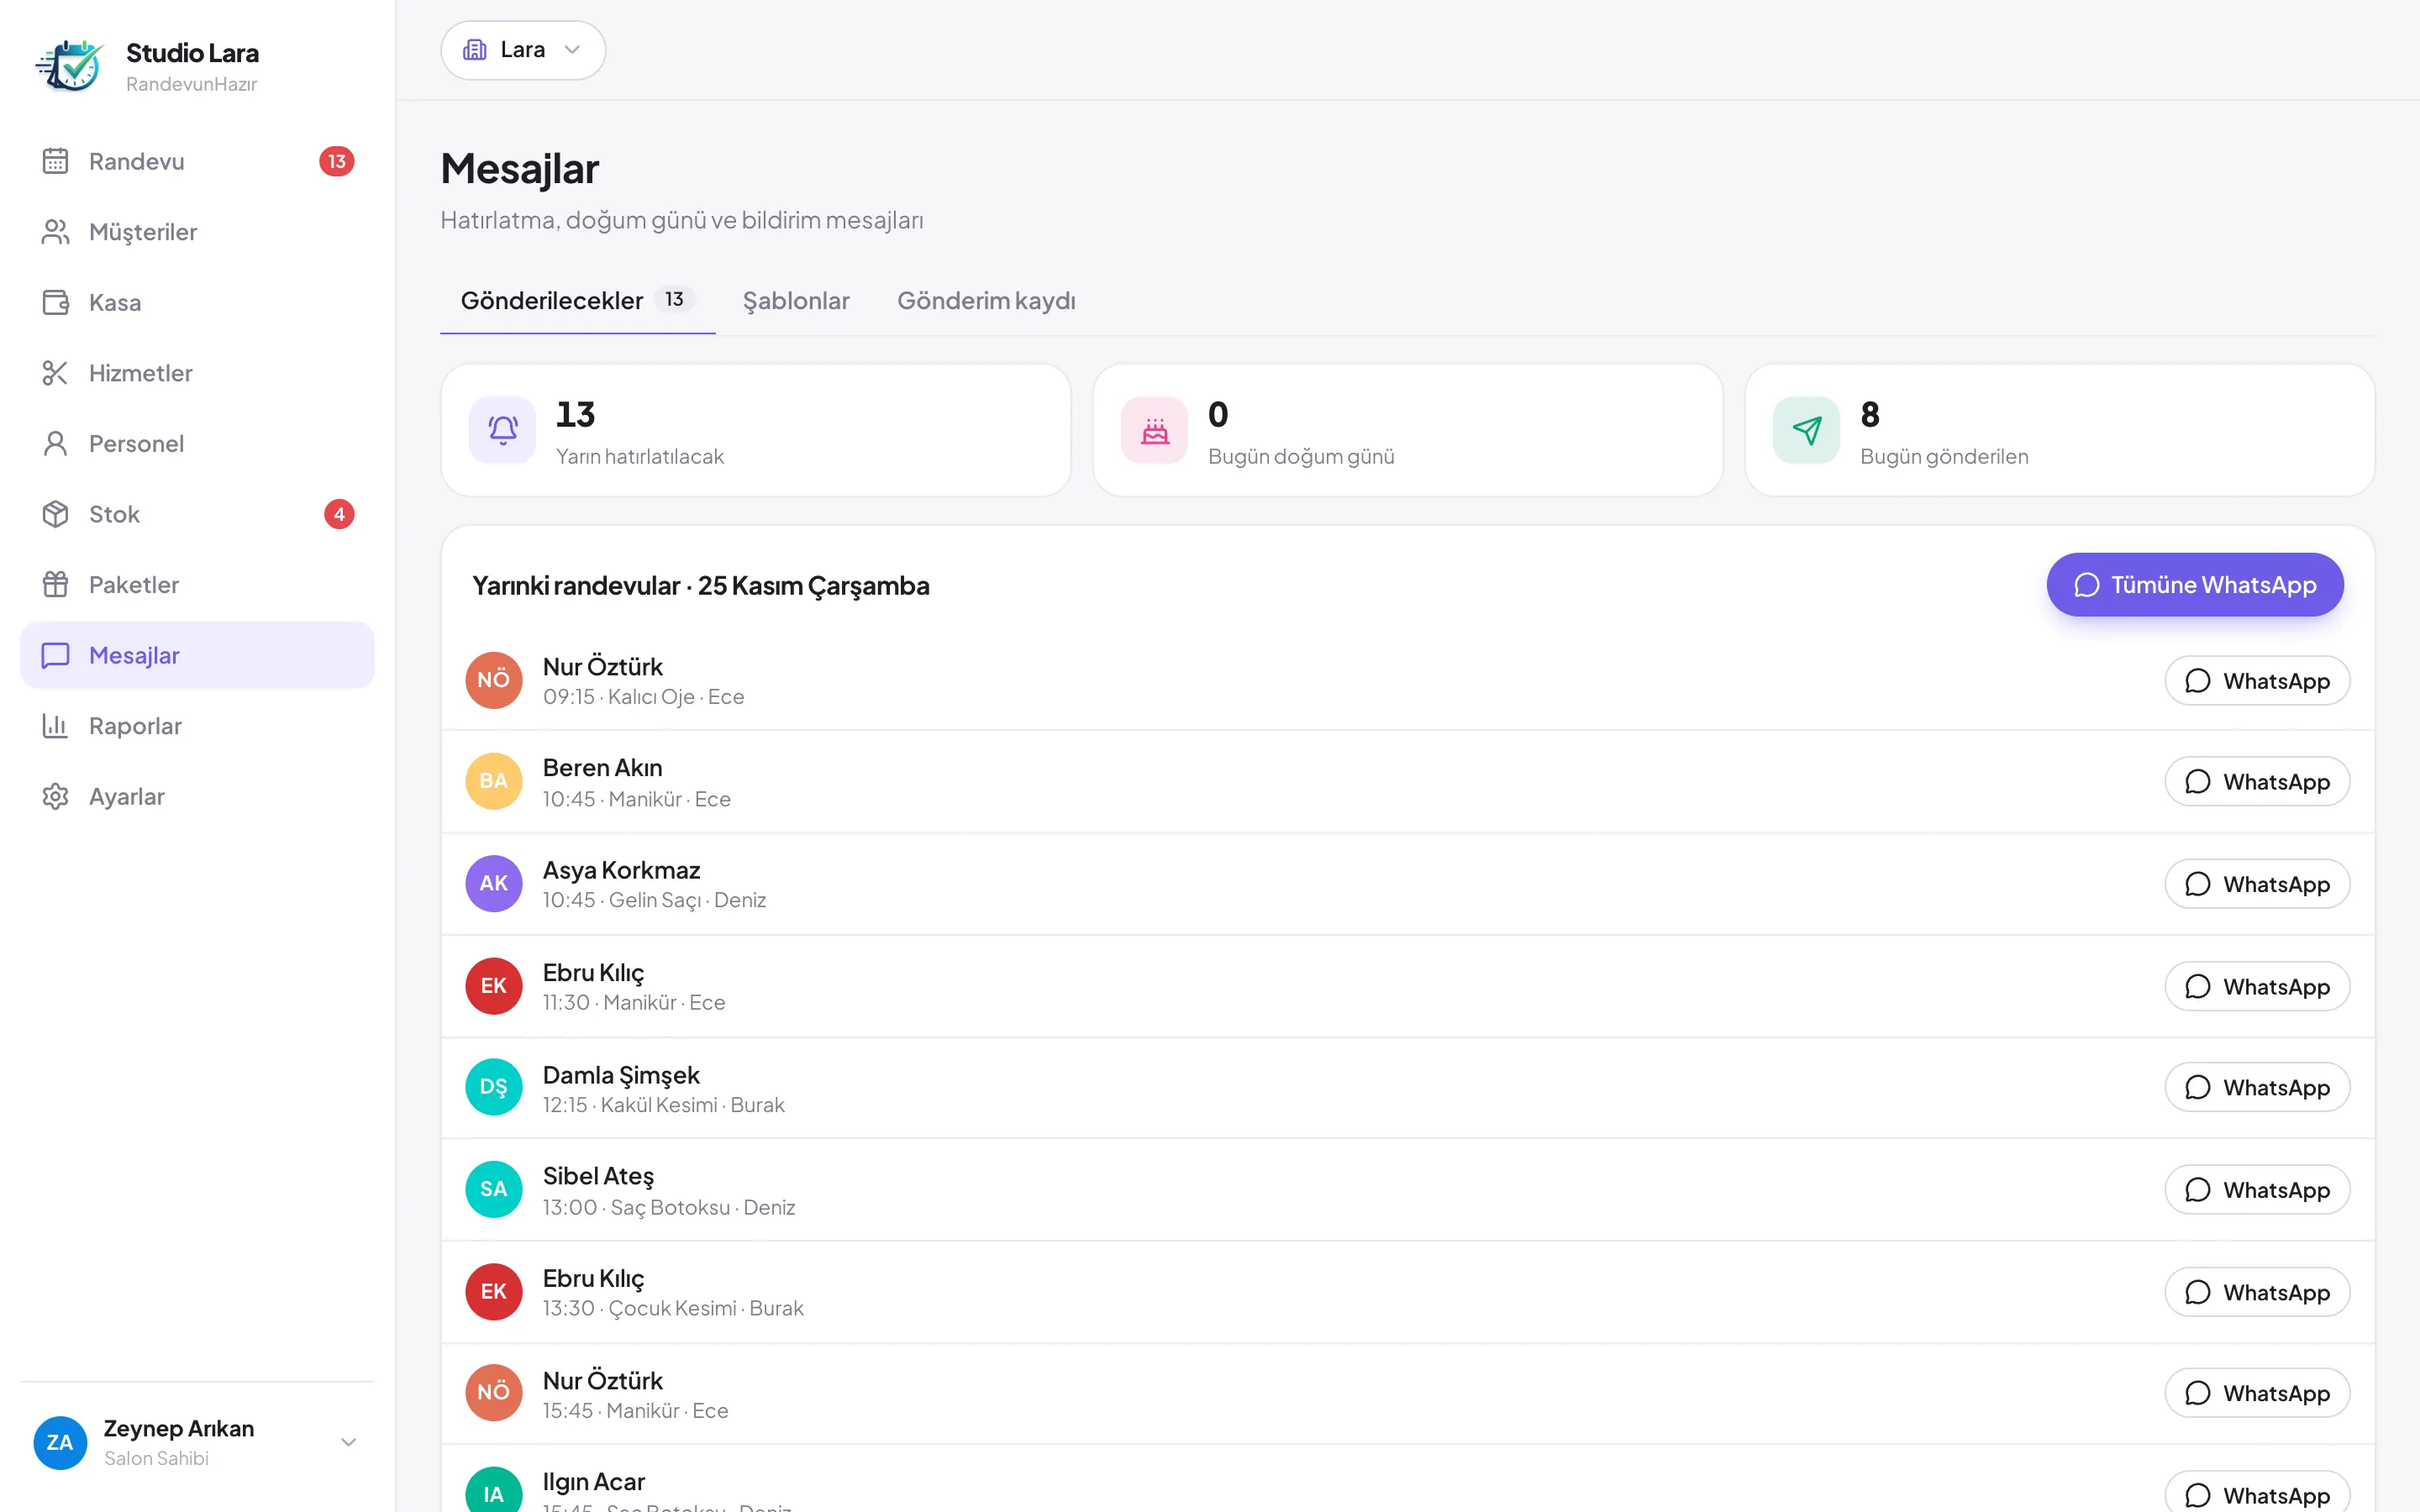 Studio Lara
RandevunHazır
Randevu 13
Müşteriler
Kasa
Hizmetler
Personel
Stok 4
Paketler
Mesajlar
Raporlar
Ayarlar
ZA
Zeynep Arıkan
Salon Sahibi
Lara
Mesajlar
Hatırlatma, doğum günü ve bildirim mesajları
Gönderilecekler 13 Şablonlar Gönderim kaydı
13
Yarın hatırlatılacak
0
Bugün doğum günü
8
Bugün gönderilen
Yarınki randevular · 25 Kasım Çarşamba
Tümüne WhatsApp
NÖ
Nur Öztürk
09:15 · Kalıcı Oje · Ece
WhatsApp
BA
Beren Akın
10:45 · Manikür · Ece
WhatsApp
AK
Asya Korkmaz
10:45 · Gelin Saçı · Deniz
WhatsApp
EK
Ebru Kılıç
11:30 · Manikür · Ece
WhatsApp
DŞ
Damla Şimşek
12:15 · Kakül Kesimi · Burak
WhatsApp
SA
Sibel Ateş
13:00 · Saç Botoksu · Deniz
WhatsApp
EK
Ebru Kılıç
13:30 · Çocuk Kesimi · Burak
WhatsApp
NÖ
Nur Öztürk
15:45 · Manikür · Ece
WhatsApp
IA
Ilgın Acar
15:45 · Saç Botoksu · Deniz
WhatsApp